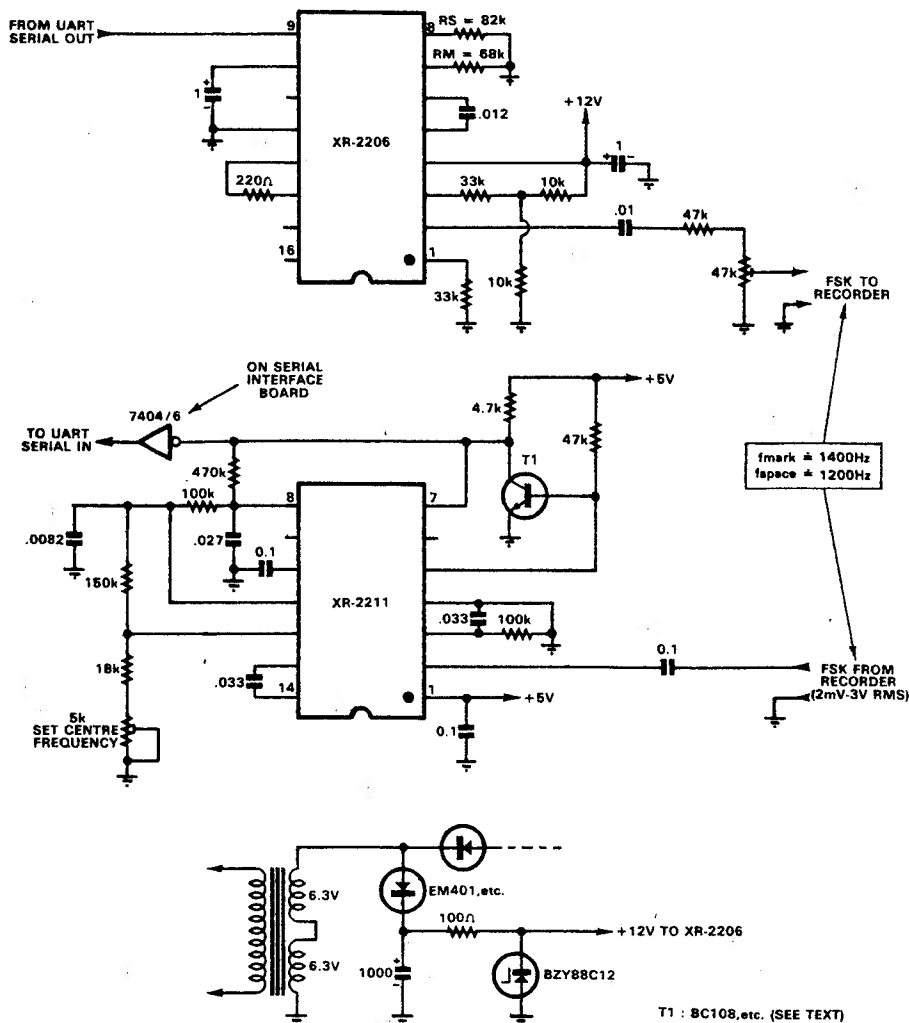 FROM UART
SERIAL OUT
9
8
RS = 82k
RM = 68k
1
+
-
.012
+12V
XR-2206
1
+
-
220Ω
33k
10k
.01
47k
16
1
47k
33k
10k
FSK TO
RECORDER
ON SERIAL
INTERFACE
BOARD
+5V
7404/6
4.7k
47k
TO UART
SERIAL IN
470k
T1
fmark ≐ 1400Hz
fspace ≐ 1200Hz
100k
8
7
.0082
.027
0.1
150k
XR-2211
.033
100k
18k
0.1
.033
14
1
FSK FROM
RECORDER
(2mV-3V RMS)
+5V
5k
SET CENTRE
FREQUENCY
0.1
6.3V
EM401,etc.
100Ω
+12V TO XR-2206
6.3V
1000
+
-
BZY88C12
T1 : BC108,etc. (SEE TEXT)